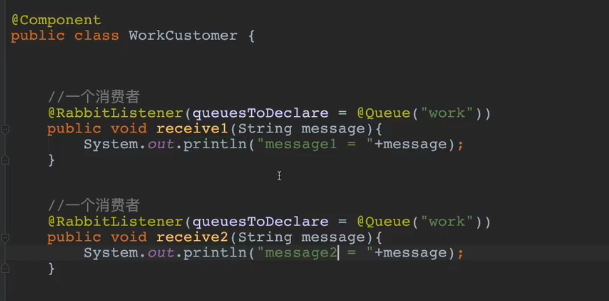 @Component
public class WorkCustomer {
//一个消费者
@RabbitListener(queuesToDeclare = @Queue("work"))
public void receive1(String message){
System.out.println("message1 = "+message);
}
//一个消费者
@RabbitListener(queuesToDeclare = @Queue("work"))
public void receive2(String message){
System.out.println("message2 = "+message);
}